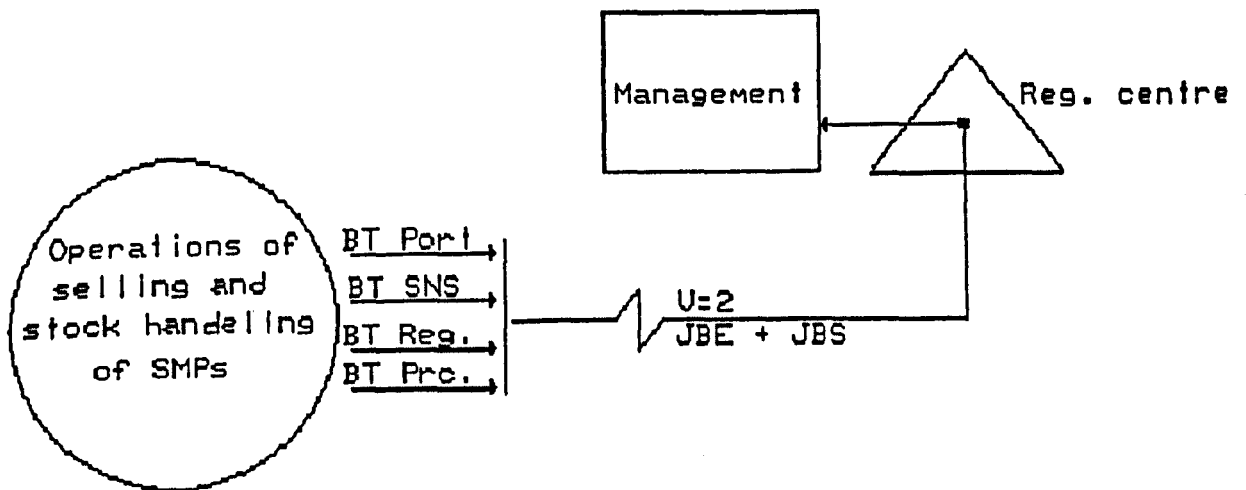 Management
Reg. centre
Operations of
selling and
stock handeling
of SMPs
BT Port
BT SNS
BT Reg.
BT Prc.
U=2
JBE + JBS